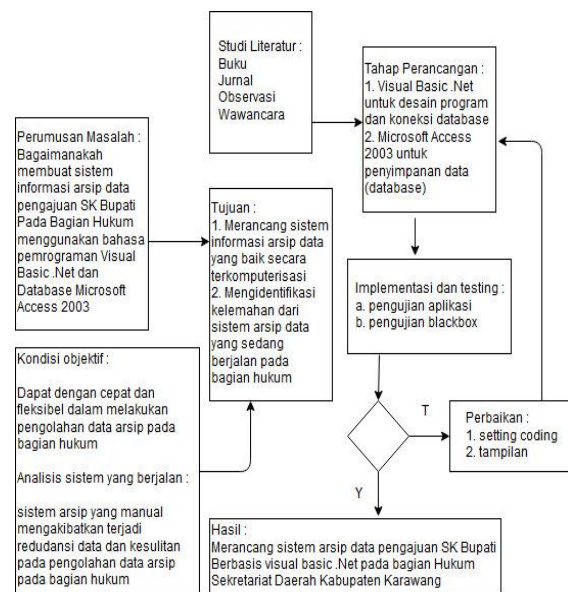 Perumusan Masalah :
Bagaimanakah
membuat sistem
informasi arsip data
pengajuan SK Bupati
Pada Bagian Hukum
menggunakan bahasa
pemrograman Visual
Basic .Net dan
Database Microsoft
Access 2003
Kondisi objektif :
Dapat dengan cepat dan
fleksibel dalam melakukan
pengolahan data arsip pada
bagian hukum
Analisis sistem yang berjalan :
sistem arsip yang manual
mengakibatkan terjadi
redudansi data dan kesulitan
pada pengolahan data arsip
pada bagian hukum
Studi Literatur :
Buku
Jurnal
Observasi
Wawancara
Tujuan :
1. Merancang sistem
informasi arsip data
yang baik secara
terkomputerisasi
2. Mengidentifikasi
kelemahan dari
sistem arsip data
yang sedang
berjalan pada
bagian hukum
Tahap Perancangan :
1. Visual Basic .Net
untuk desain program
dan koneksi database
2. Microsoft Access
2003 untuk
penyimpanan data
(database)
Implementasi dan testing :
a. pengujian aplikasi
b. pengujian blackbox
T
Perbaikan :
1. setting coding
2. tampilan
Y
Hasil :
Merancang sistem arsip data pengajuan SK Bupati
Berbasis visual basic .Net pada bagian Hukum
Sekretariat Daerah Kabupaten Karawang